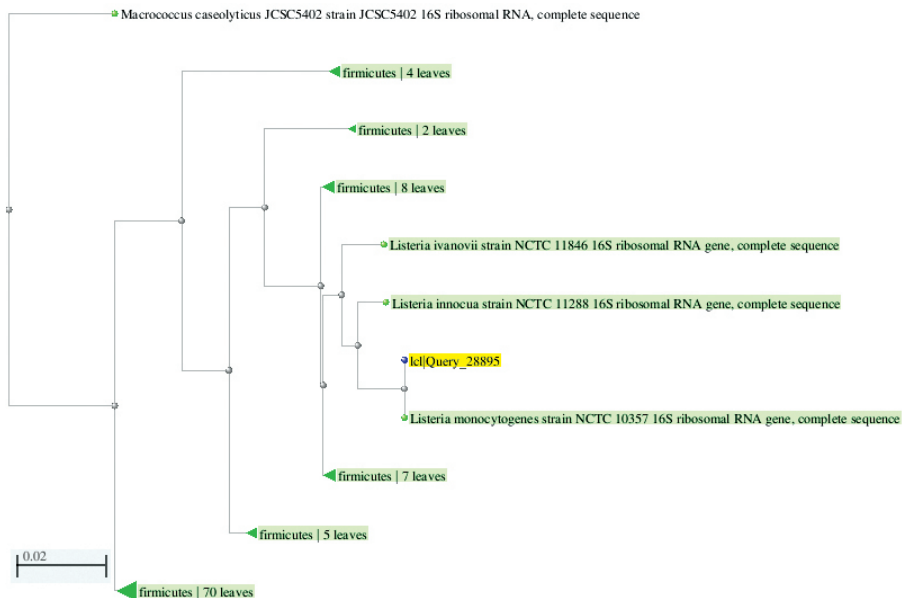 Macrococcus caseolyticus JCSC5402 strain JCSC5402 16S ribosomal RNA, complete sequence
firmicutes | 4 leaves
firmicutes | 2 leaves
firmicutes | 8 leaves
Listeria ivanovii strain NCTC 11846 16S ribosomal RNA gene, complete sequence
Listeria innocua strain NCTC 11288 16S ribosomal RNA gene, complete sequence
lcl|Query_28895
Listeria monocytogenes strain NCTC 10357 16S ribosomal RNA gene, complete sequence
firmicutes | 7 leaves
firmicutes | 5 leaves
0.02
firmicutes | 70 leaves